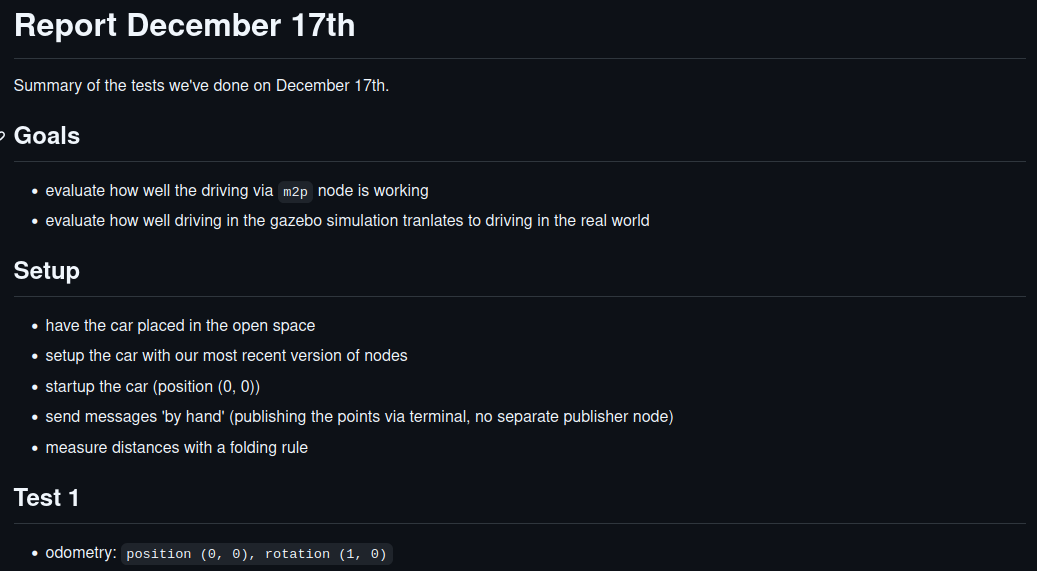 Report December 17th
Summary of the tests we've done on December 17th.
Goals
evaluate how well the driving via m2p node is working
evaluate how well driving in the gazebo simulation tranlates to driving in the real world
Setup
have the car placed in the open space
setup the car with our most recent version of nodes
startup the car (position (0, 0))
send messages 'by hand' (publishing the points via terminal, no separate publisher node)
measure distances with a folding rule
Test 1
odometry: position (0, 0), rotation (1, 0)